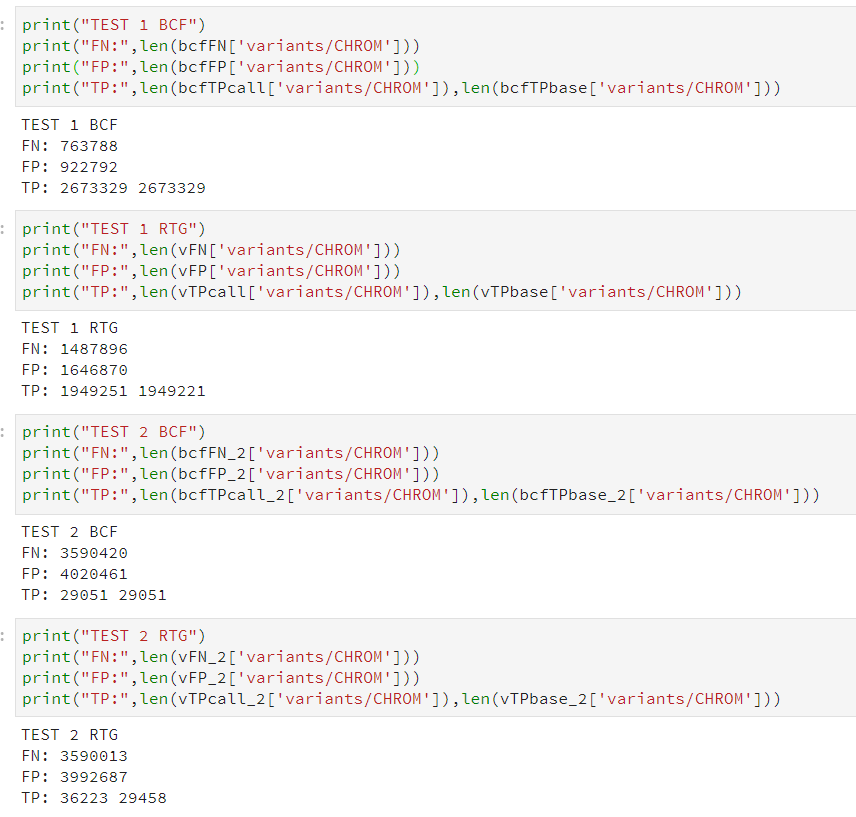 print("TEST 1 BCF")
print("FN:",len(bcfFN['variants/CHROM']))
print("FP:",len(bcfFP['variants/CHROM']))
print("TP:",len(bcfTPcall['variants/CHROM']),len(bcfTPbase['variants/CHROM']))
TEST 1 BCF
FN: 763788
FP: 922792
TP: 2673329 2673329
print("TEST 1 RTG")
print("FN:",len(vFN['variants/CHROM']))
print("FP:",len(vFP['variants/CHROM']))
print("TP:",len(vTPcall['variants/CHROM']),len(vTPbase['variants/CHROM']))
TEST 1 RTG
FN: 1487896
FP: 1646870
TP: 1949251 1949221
print("TEST 2 BCF")
print("FN:",len(bcfFN_2['variants/CHROM']))
print("FP:",len(bcfFP_2['variants/CHROM']))
print("TP:",len(bcfTPcall_2['variants/CHROM']),len(bcfTPbase_2['variants/CHROM']))
TEST 2 BCF
FN: 3590420
FP: 4020461
TP: 29051 29051
print("TEST 2 RTG")
print("FN:",len(vFN_2['variants/CHROM']))
print("FP:",len(vFP_2['variants/CHROM']))
print("TP:",len(vTPcall_2['variants/CHROM']),len(vTPbase_2['variants/CHROM']))
TEST 2 RTG
FN: 3590013
FP: 3992687
TP: 36223 29458